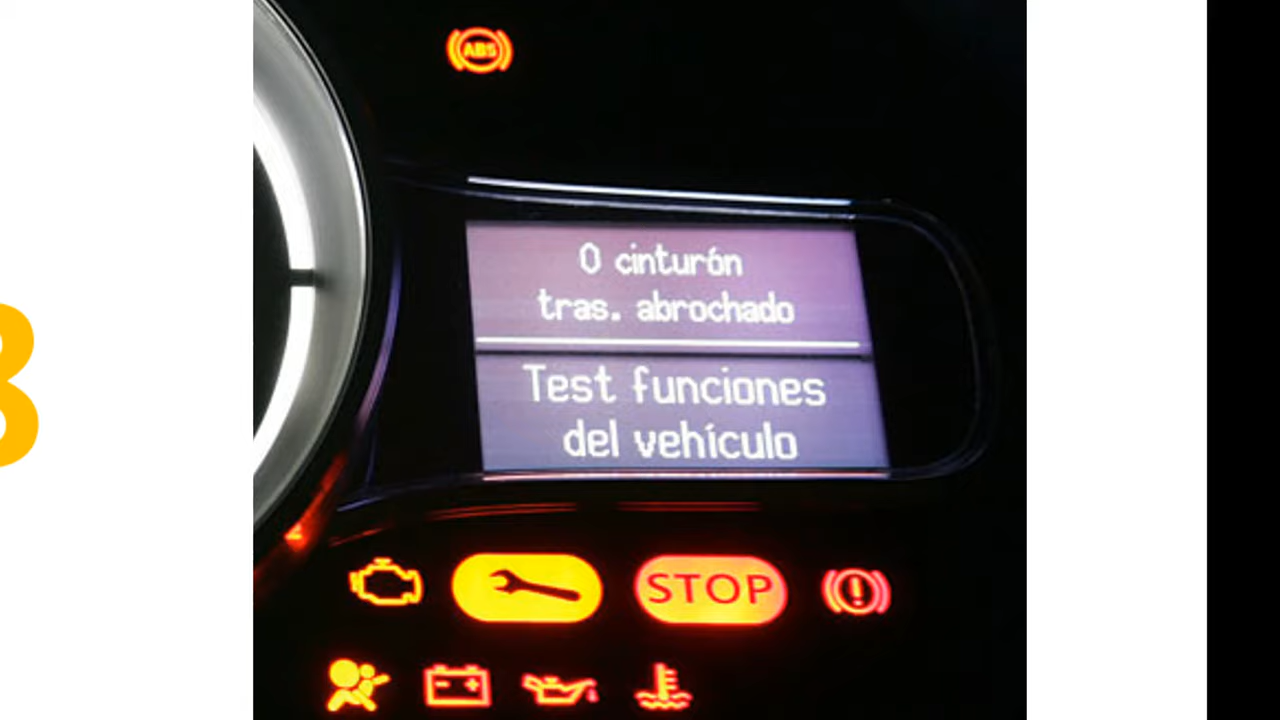 ABS
0 cinturón
tras. abrochado
Test funciones
del vehículo
STOP